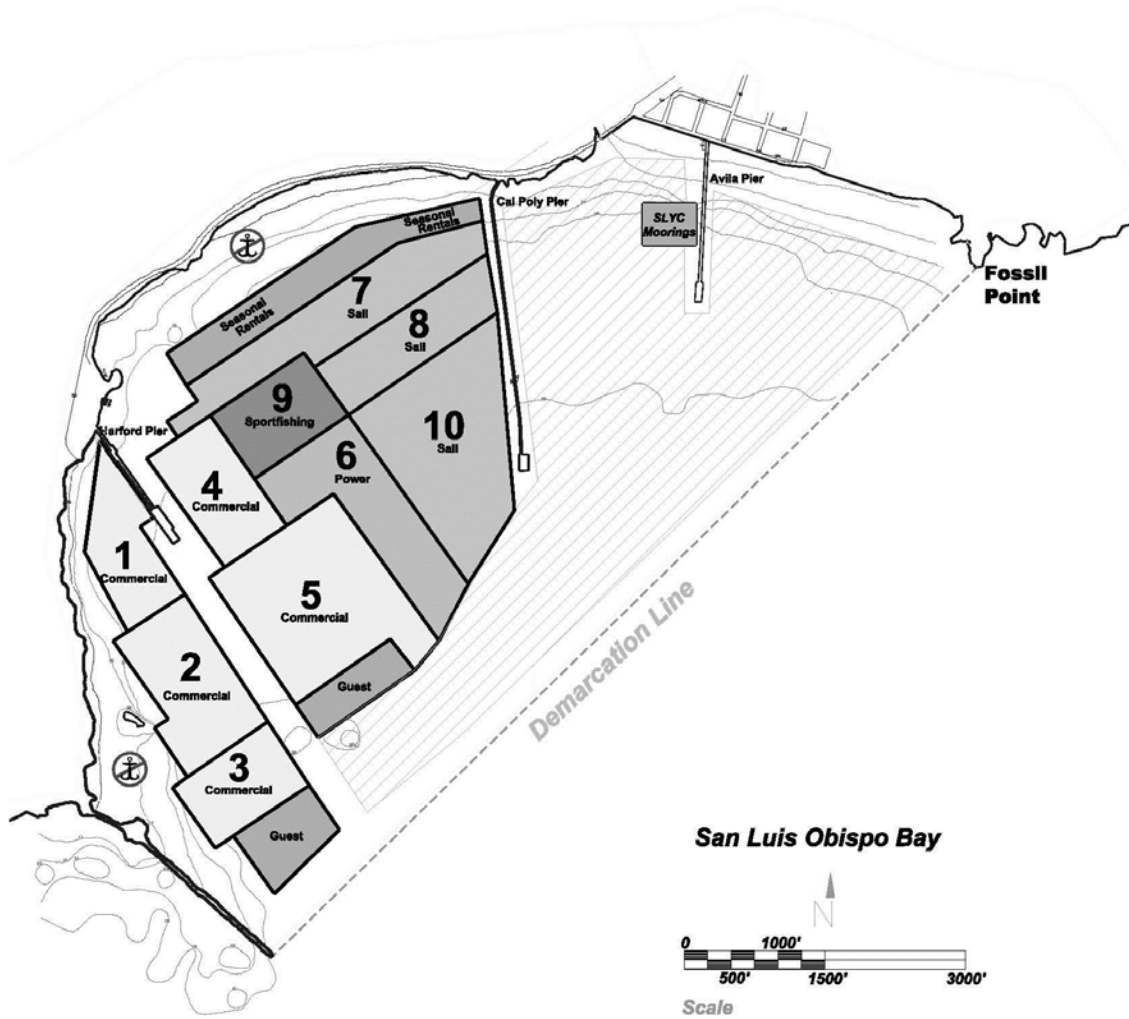 Avila Pier
Cal Poly Pier
SLYC
Moorings
Seasonal
Rentals
Fossil
Point
7
Sail
Seasonal
Rentals
8
Sail
9
Sportfishing
10
Sail
Harford Pier
6
Power
4
Commercial
1
Commercial
5
Commercial
2
Commercial
Guest
Demarcation Line
3
Commercial
Guest
San Luis Obispo Bay
N
0 1000'
500' 1500' 3000'
Scale